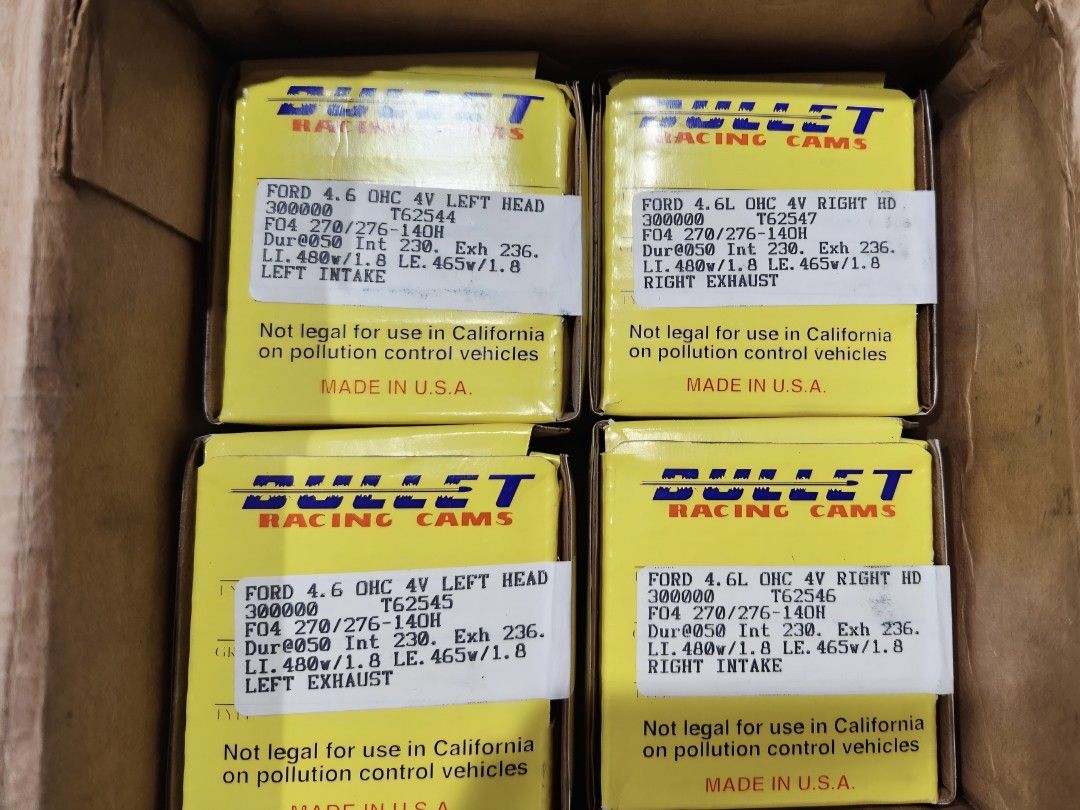 BULLET
RACING CAMS
FORD 4.6 OHC 4V LEFT HEAD
300000 T62544
FO4 270/276-140H
Dur@050 Int 230. Exh 236.
LI.480w/1.8 LE.465w/1.8
LEFT INTAKE
Not legal for use in California
on pollution control vehicles
MADE IN U.S.A.
BULLET
RACING CAMS
FORD 4.6L OHC 4V RIGHT HD
300000 T62547
FO4 270/276-140H
Dur@050 Int 230. Exh 236.
LI.480w/1.8 LE.465w/1.8
RIGHT EXHAUST
Not legal for use in California
on pollution control vehicles
MADE IN U.S.A.
BULLET
RACING CAMS
FORD 4.6 OHC 4V LEFT HEAD
300000 T62545
FO4 270/276-140H
Dur@050 Int 230. Exh 236.
LI.480w/1.8 LE.465w/1.8
LEFT EXHAUST
Not legal for use in California
on pollution control vehicles
MADE IN U.S.A.
BULLET
RACING CAMS
FORD 4.6L OHC 4V RIGHT HD
300000 T62546
FO4 270/276-140H
Dur@050 Int 230. Exh 236.
LI.480w/1.8 LE.465w/1.8
RIGHT INTAKE
Not legal for use in California
on pollution control vehicles
MADE IN U.S.A.